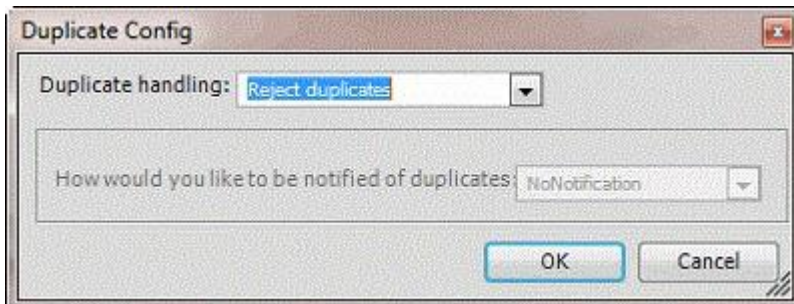 Duplicate Config
Duplicate handling: Reject duplicates
How would you like to be notified of duplicates: NoNotification
OK Cancel